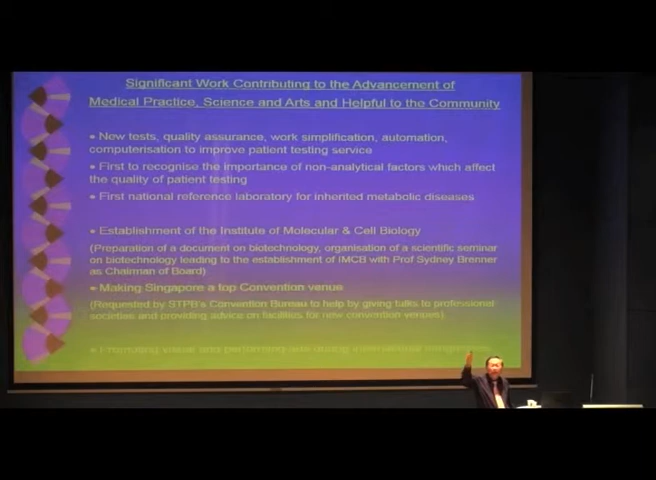 Significant Work Contributing to the Advancement of
Medical Practice, Science and Arts and Helpful to the Community
• New tests, quality assurance, work simplification, automation,
computerisation to improve patient testing service
• First to recognise the importance of non-analytical factors which affect
the quality of patient testing
• First national reference laboratory for inherited metabolic diseases
• Establishment of the Institute of Molecular & Cell Biology
(Preparation of a document on biotechnology, organisation of a scientific seminar
on biotechnology leading to the establishment of IMCB with Prof Sydney Brenner
as Chairman of Board)
• Making Singapore a top Convention venue
(Requested by STPB's Convention Bureau to help by giving talks to professional
societies and providing advice on facilities for new convention venues)
• Promoting visual and performing arts during